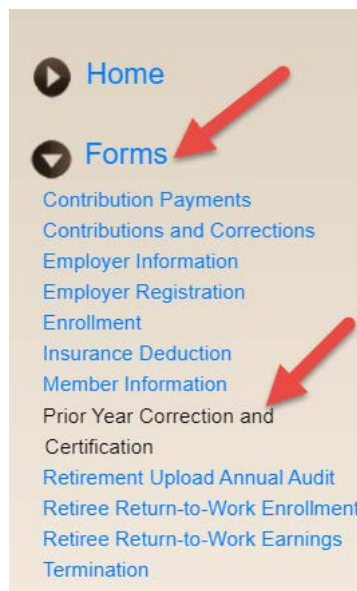 Home
Forms
Contribution Payments
Contributions and Corrections
Employer Information
Employer Registration
Enrollment
Insurance Deduction
Member Information
Prior Year Correction and
Certification
Retirement Upload Annual Audit
Retiree Return-to-Work Enrollment
Retiree Return-to-Work Earnings
Termination